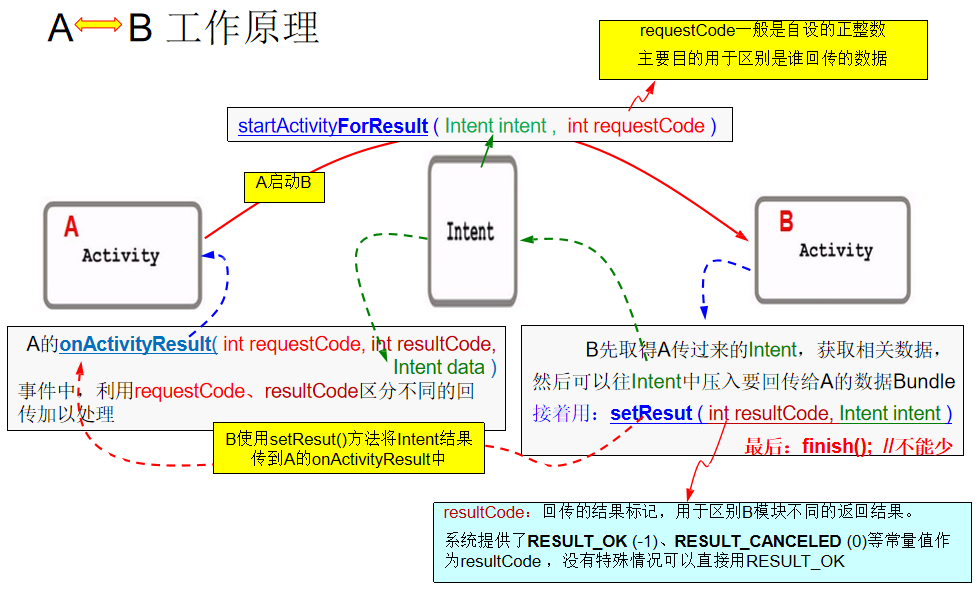 A B 工作原理
requestCode一般是自设的正整数
主要目的用于区别是谁回传的数据
startActivityForResult ( Intent intent , int requestCode )
A启动B
A
Activity
Intent
B
Activity
A的onActivityResult( int requestCode, int resultCode,
Intent data )
事件中，利用requestCode、resultCode区分不同的回
传加以处理
B先取得A传过来的Intent，获取相关数据，
然后可以往Intent中压入要回传给A的数据Bundle
接着用：setResut ( int resultCode, Intent intent )
最后：finish(); //不能少
B使用setResut()方法将Intent结果
传到A的onActivityResult中
resultCode：回传的结果标记，用于区别B模块不同的返回结果。
系统提供了RESULT_OK (-1)、RESULT_CANCELED (0)等常量值作
为resultCode ，没有特殊情况可以直接用RESULT_OK